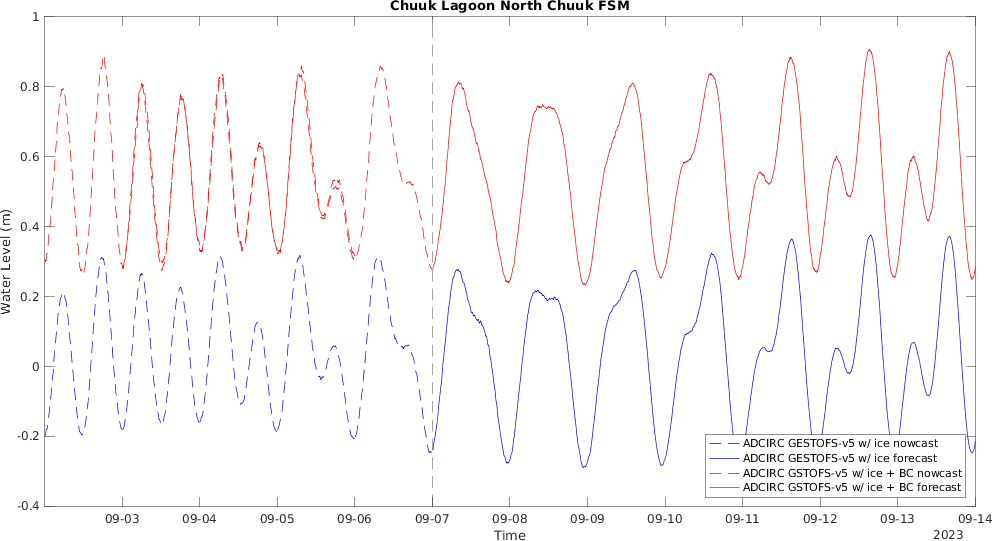 Chuuk Lagoon North Chuuk FSM
1
0.8
0.6
0.4
0.2
0
-0.2
-0.4
Water Level (m)
ADCIRC GESTOFS-v5 w/ ice nowcast
ADCIRC GESTOFS-v5 w/ ice forecast
ADCIRC GSTOFS-v5 w/ ice + BC nowcast
ADCIRC GSTOFS-v5 w/ ice + BC forecast
09-03 09-04 09-05 09-06 09-07 09-08 09-09 09-10 09-11 09-12 09-13 09-14
Time
2023